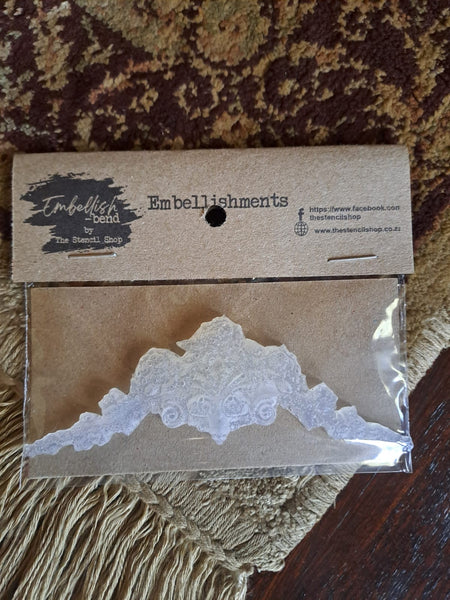 Embellish
-bend
by
The Stencil Shop
Embellishments
https://www.facebook.com
thestencilshop
www.thestencilshop.co.za